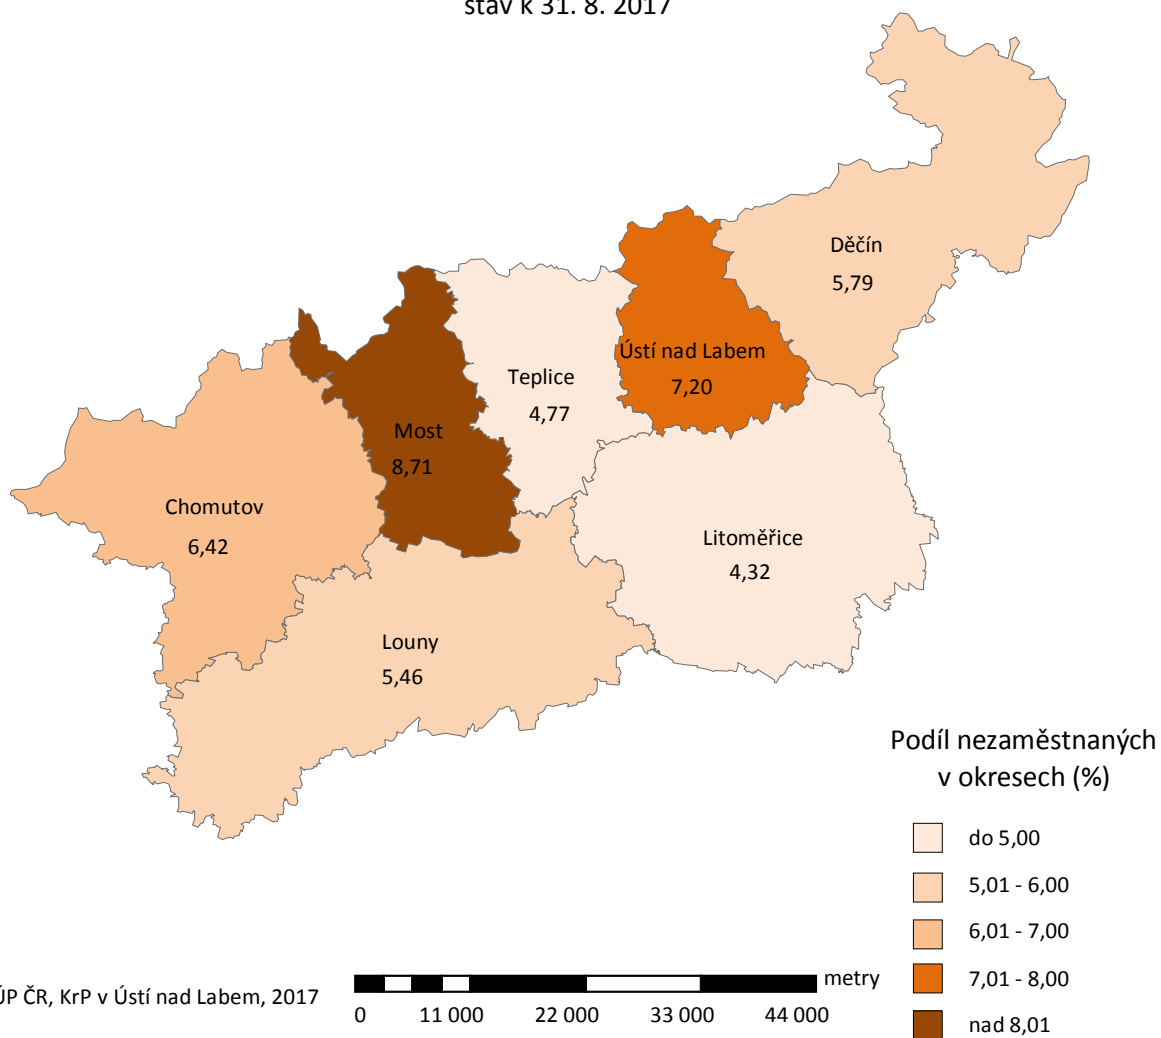 stav k 31. 8. 2017
Děčín
5,79
Ústí nad Labem
7,20
Teplice
4,77
Most
8,71
Chomutov
6,42
Litoměřice
4,32
Louny
5,46
Podíl nezaměstnaných
v okresech (%)
do 5,00
5,01 - 6,00
6,01 - 7,00
7,01 - 8,00
nad 8,01
ÚP ČR, KrP v Ústí nad Labem, 2017
metry
0 11 000 22 000 33 000 44 000